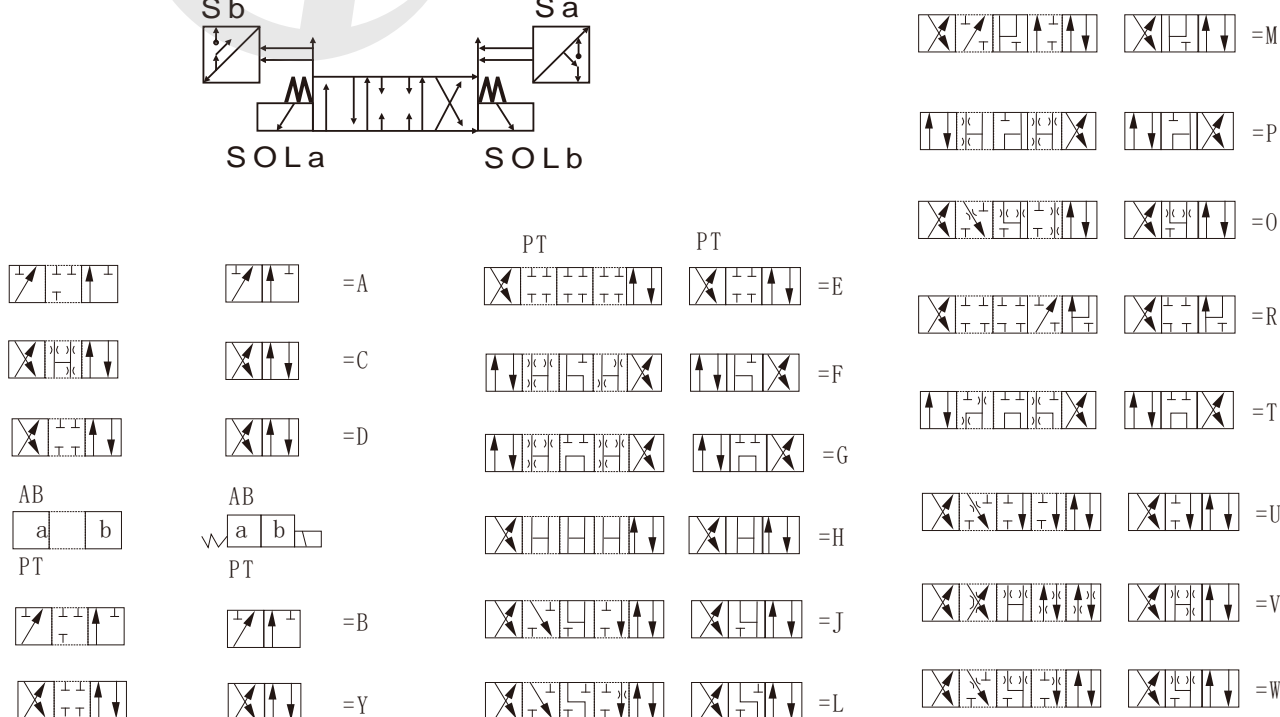 Sb Sa
SOLa SOLb
=A
=C
=D
AB AB
a b a b
PT PT
=B
=Y
PT PT
=E
=F
=G
=H
=J
=L
=M
=P
=O
=R
=T
=U
=V
=W